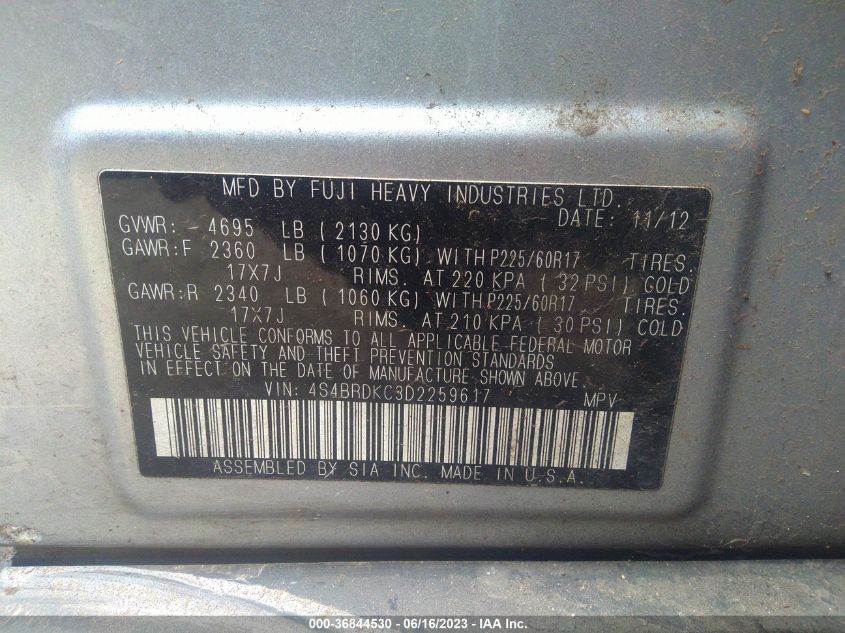 MFD BY FUJI HEAVY INDUSTRIES LTD.
DATE: 11/12
GVWR: 4695 LB ( 2130 KG)
GAWR:F 2360 LB ( 1070 KG) WITH P225/60R17 TIRES.
17X7J RIMS. AT 220 KPA ( 32 PSI) COLD
GAWR:R 2340 LB ( 1060 KG) WITH P225/60R17 TIRES.
17X7J RIMS. AT 210 KPA ( 30 PSI) COLD
THIS VEHICLE CONFORMS TO ALL APPLICABLE FEDERAL MOTOR
VEHICLE SAFETY AND THEFT PREVENTION STANDARDS
IN EFFECT ON THE DATE OF MANUFACTURE SHOWN ABOVE.
VIN: 4S4BRDKC3D2259617 MPV
ASSEMBLED BY SIA INC. MADE IN U.S.A.
000-36844530 - 06/16/2023 - IAA Inc.